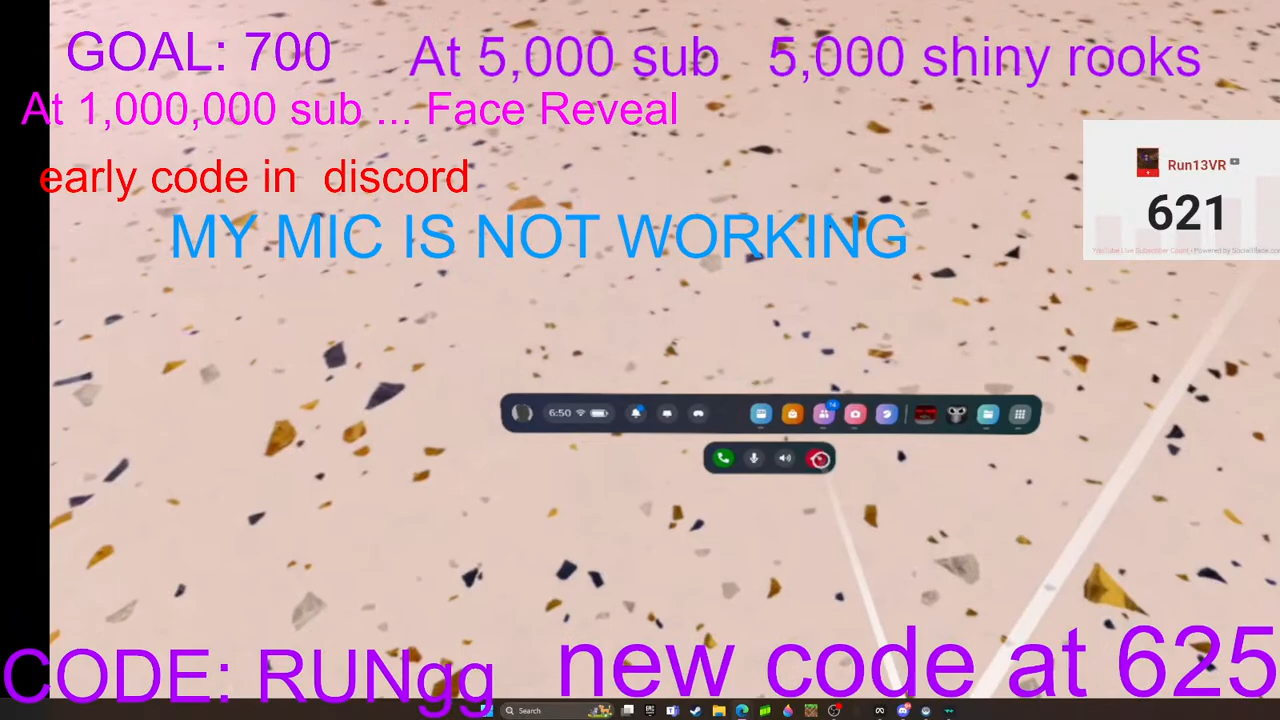 GOAL: 700
At 5,000 sub
5,000 shiny rooks
At 1,000,000 sub ... Face Reveal
early code in discord
Run13VR
621
MY MIC IS NOT WORKING
6:50
CODE: RUNgg
new code at 625
Search